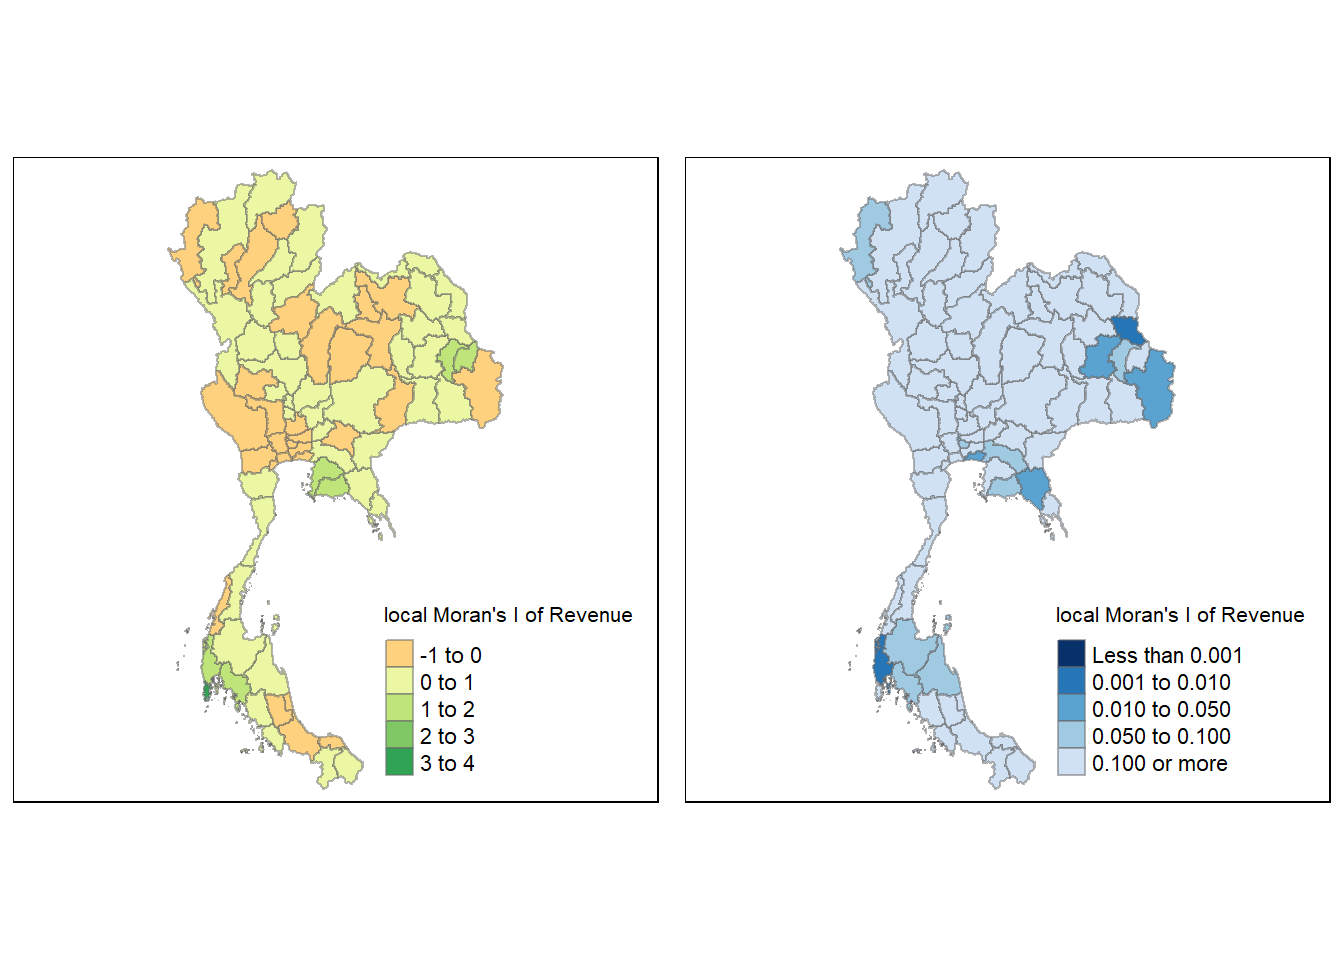 local Moran's I of Revenue
-1 to 0
0 to 1
1 to 2
2 to 3
3 to 4
local Moran's I of Revenue
Less than 0.001
0.001 to 0.010
0.010 to 0.050
0.050 to 0.100
0.100 or more